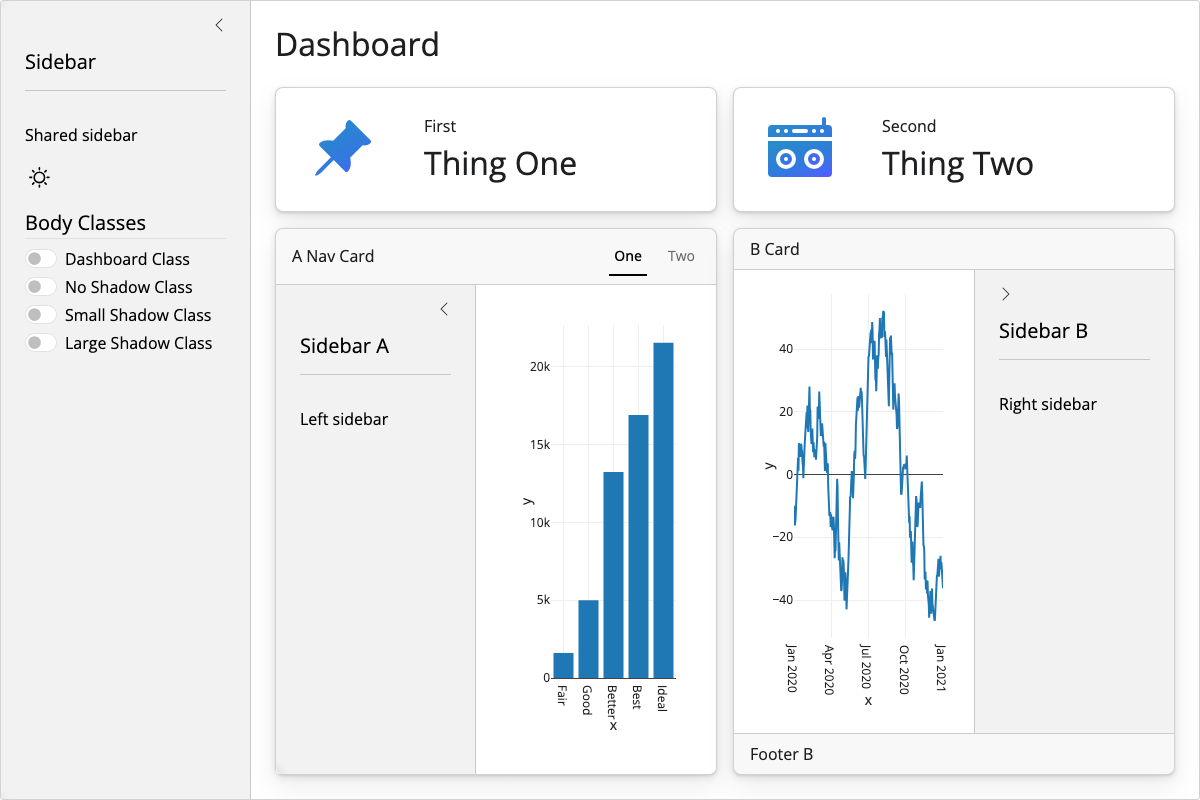 Sidebar
Shared sidebar
Body Classes
Dashboard Class
No Shadow Class
Small Shadow Class
Large Shadow Class
Dashboard
First
Thing One
Second
Thing Two
A Nav Card
One
Two
Sidebar A
Left sidebar
20k
15k
10k
5k
0
y
Fair
Good
Better
Best
Ideal
x
B Card
40
20
0
−20
−40
y
Jan 2020
Apr 2020
Jul 2020
Oct 2020
Jan 2021
x
Sidebar B
Right sidebar
Footer B